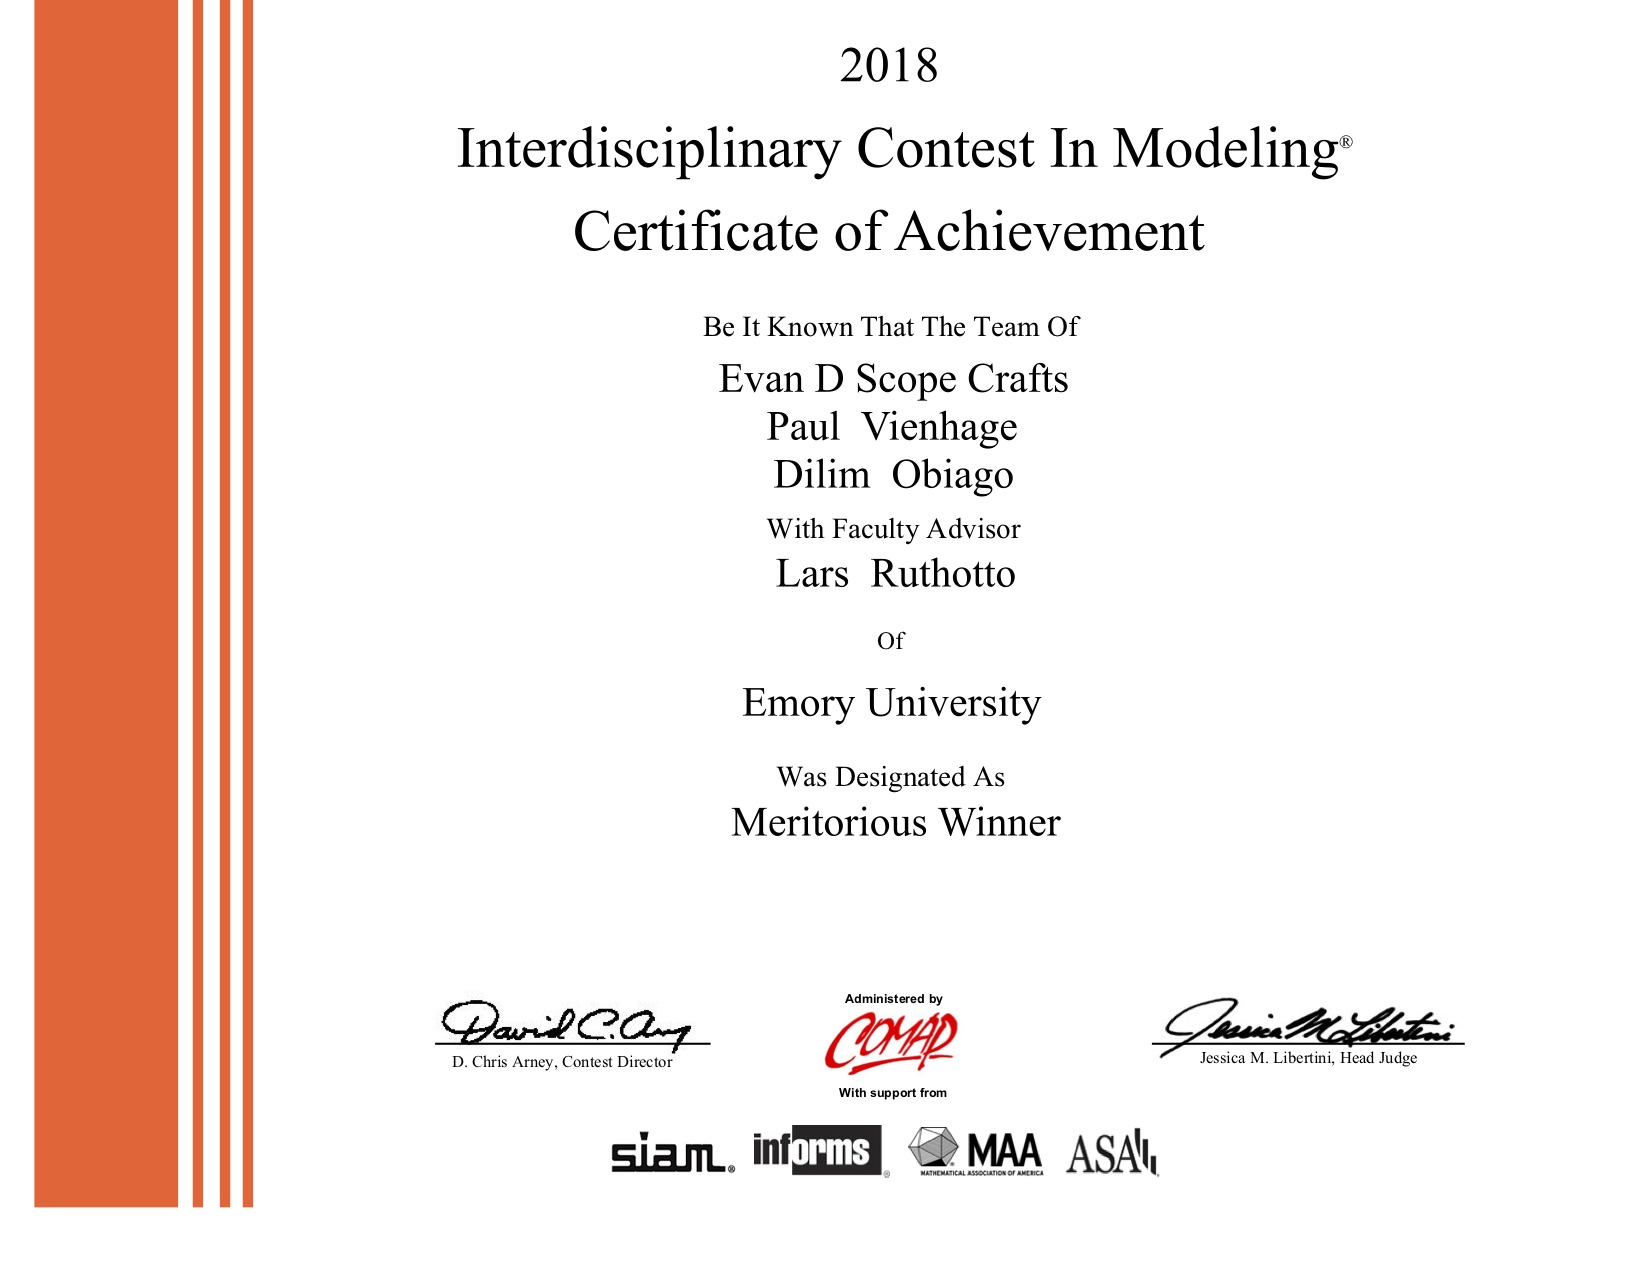 2018
Interdisciplinary Contest In Modeling®
Certificate of Achievement
Be It Known That The Team Of
Evan D Scope Crafts
Paul Vienhage
Dilim Obiago
With Faculty Advisor
Lars Ruthotto
Of
Emory University
Was Designated As
Meritorious Winner
David C. Arney
D. Chris Arney, Contest Director
Administered by
COMAP
With support from
Jessica M Libertini
Jessica M. Libertini, Head Judge
siam.®
informs®
MAA
MATHEMATICAL ASSOCIATION OF AMERICA
ASA